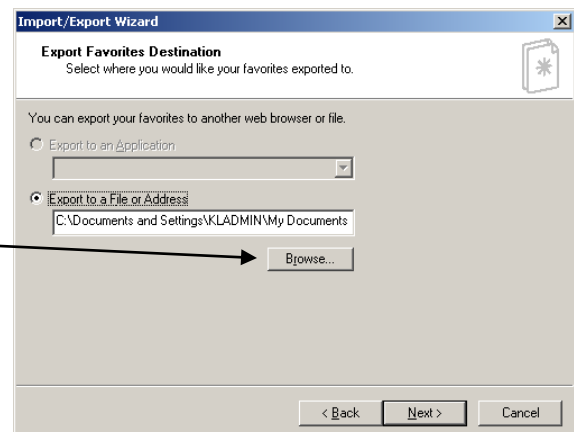 Import/Export Wizard
Export Favorites Destination
Select where you would like your favorites exported to.
You can export your favorites to another web browser or file.
Export to an Application
Export to a File or Address
C:\Documents and Settings\KLADMIN\My Documents
Browse...
< Back
Next >
Cancel